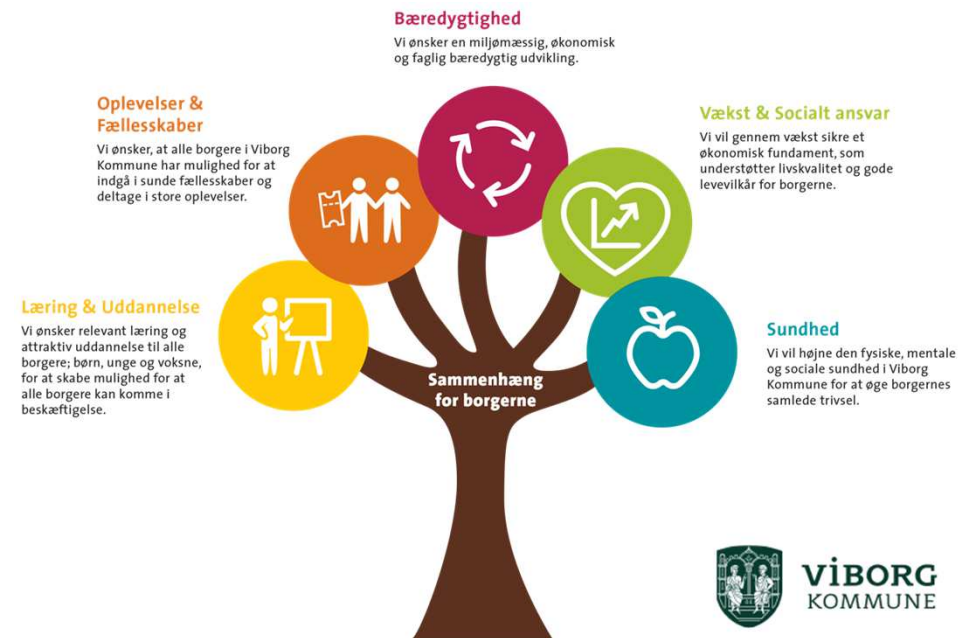 Bæredygtighed
Vi ønsker en miljømæssig, økonomisk
og faglig bæredygtig udvikling.
Oplevelser &
Fællesskaber
Vi ønsker, at alle borgere i Viborg
Kommune har mulighed for at
indgå i sunde fællesskaber og
deltage i store oplevelser.
Vækst & Socialt ansvar
Vi vil gennem vækst sikre et
økonomisk fundament, som
understøtter livskvalitet og gode
levevilkår for borgerne.
Læring & Uddannelse
Vi ønsker relevant læring og
attraktiv uddannelse til alle
borgere; børn, unge og voksne,
for at skabe mulighed for at
alle borgere kan komme i
beskæftigelse.
Sundhed
Vi vil højne den fysiske, mentale
og sociale sundhed i Viborg
Kommune for at øge borgernes
samlede trivsel.
Sammenhæng
for borgerne
ViBORG
KOMMUNE